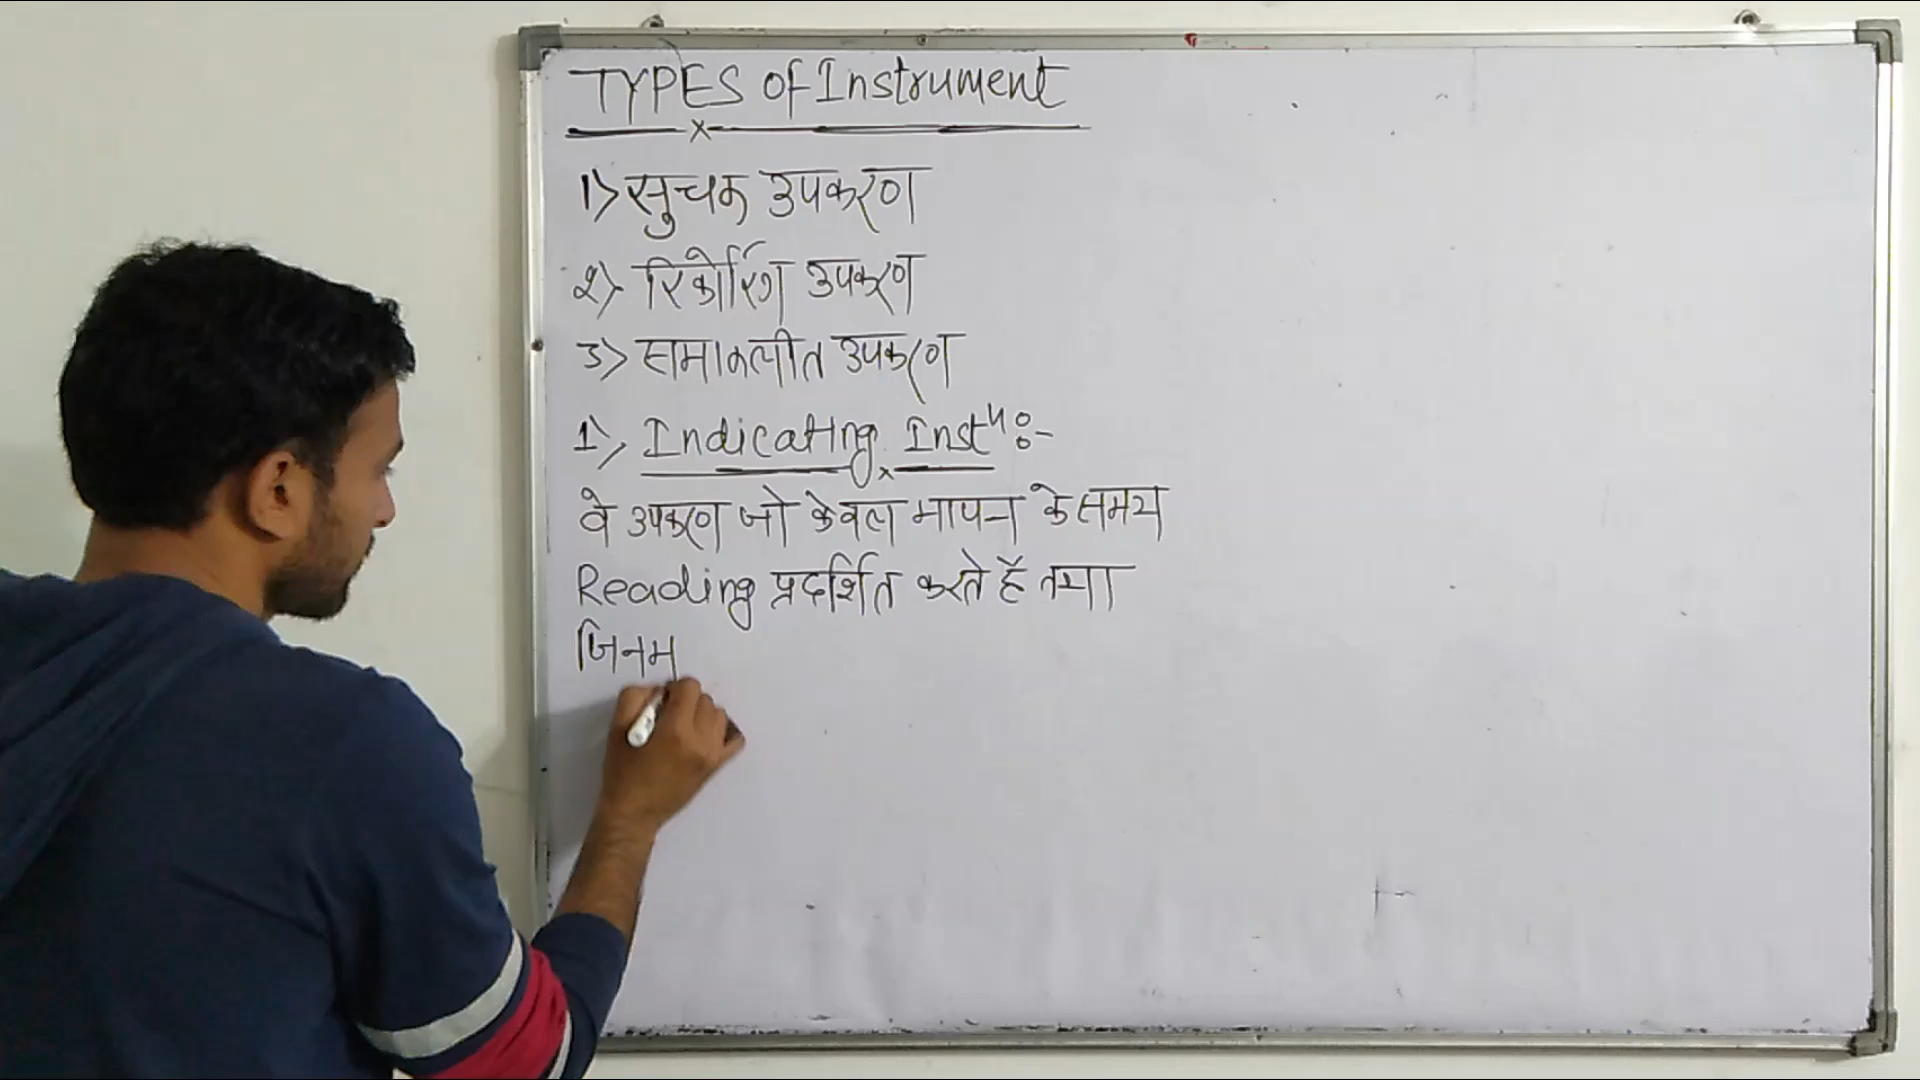 TYPES of Instrument
1> सुचक उपकरण
2> रिकोरिंग उपकरण
3> समाकलीत उपकरण
1>, Indicating Instⁿ :-
वे उपकरण जो केवल मापन के समय
Reading प्रदर्शित करते हैं तथा
जिनम